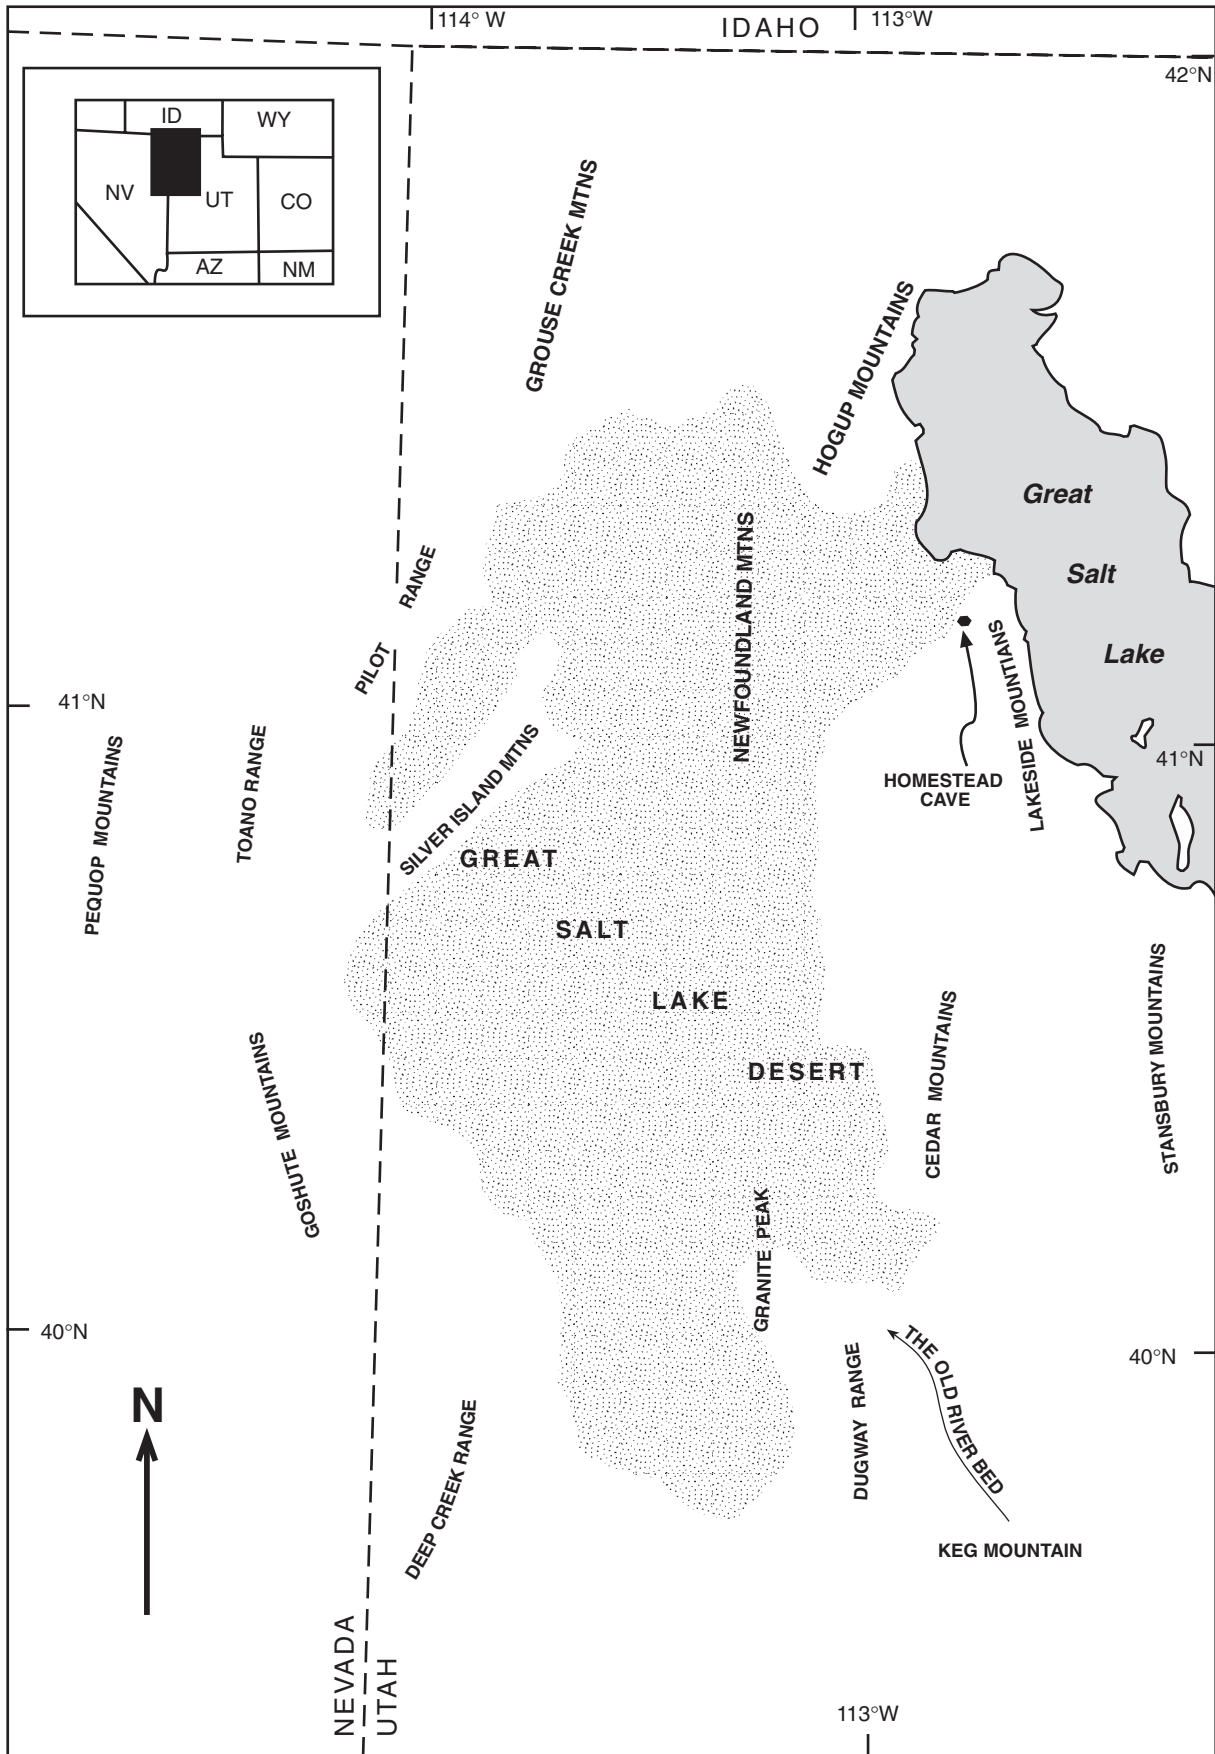 114° W
IDAHO
113°W
42°N
ID
WY
NV
UT
CO
AZ
NM
GROUSE CREEK MTNS
HOGUP MOUNTAINS
Great
Salt
Lake
NEWFOUNDLAND MTNS
PILOT RANGE
LAKESIDE MOUNTIANS
41°N
41°N
HOMESTEAD
CAVE
PEQUOP MOUNTAINS
TOANO RANGE
SILVER ISLAND MTNS
GREAT
SALT
LAKE
DESERT
CEDAR MOUNTAINS
STANSBURY MOUNTAINS
GOSHUTE MOUNTAINS
GRANITE PEAK
40°N
40°N
THE OLD RIVER BED
DUGWAY RANGE
N
DEEP CREEK RANGE
KEG MOUNTAIN
NEVADA
UTAH
113°W